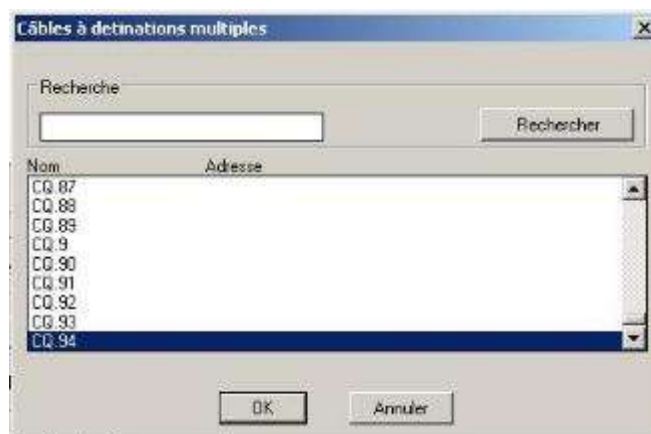 Câbles à detinations multiples
Recherche
Rechercher
Nom Adresse
CQ.87
CQ.88
CQ.89
CQ.9
CQ.90
CQ.91
CQ.92
CQ.93
CQ.94
OK Annuler